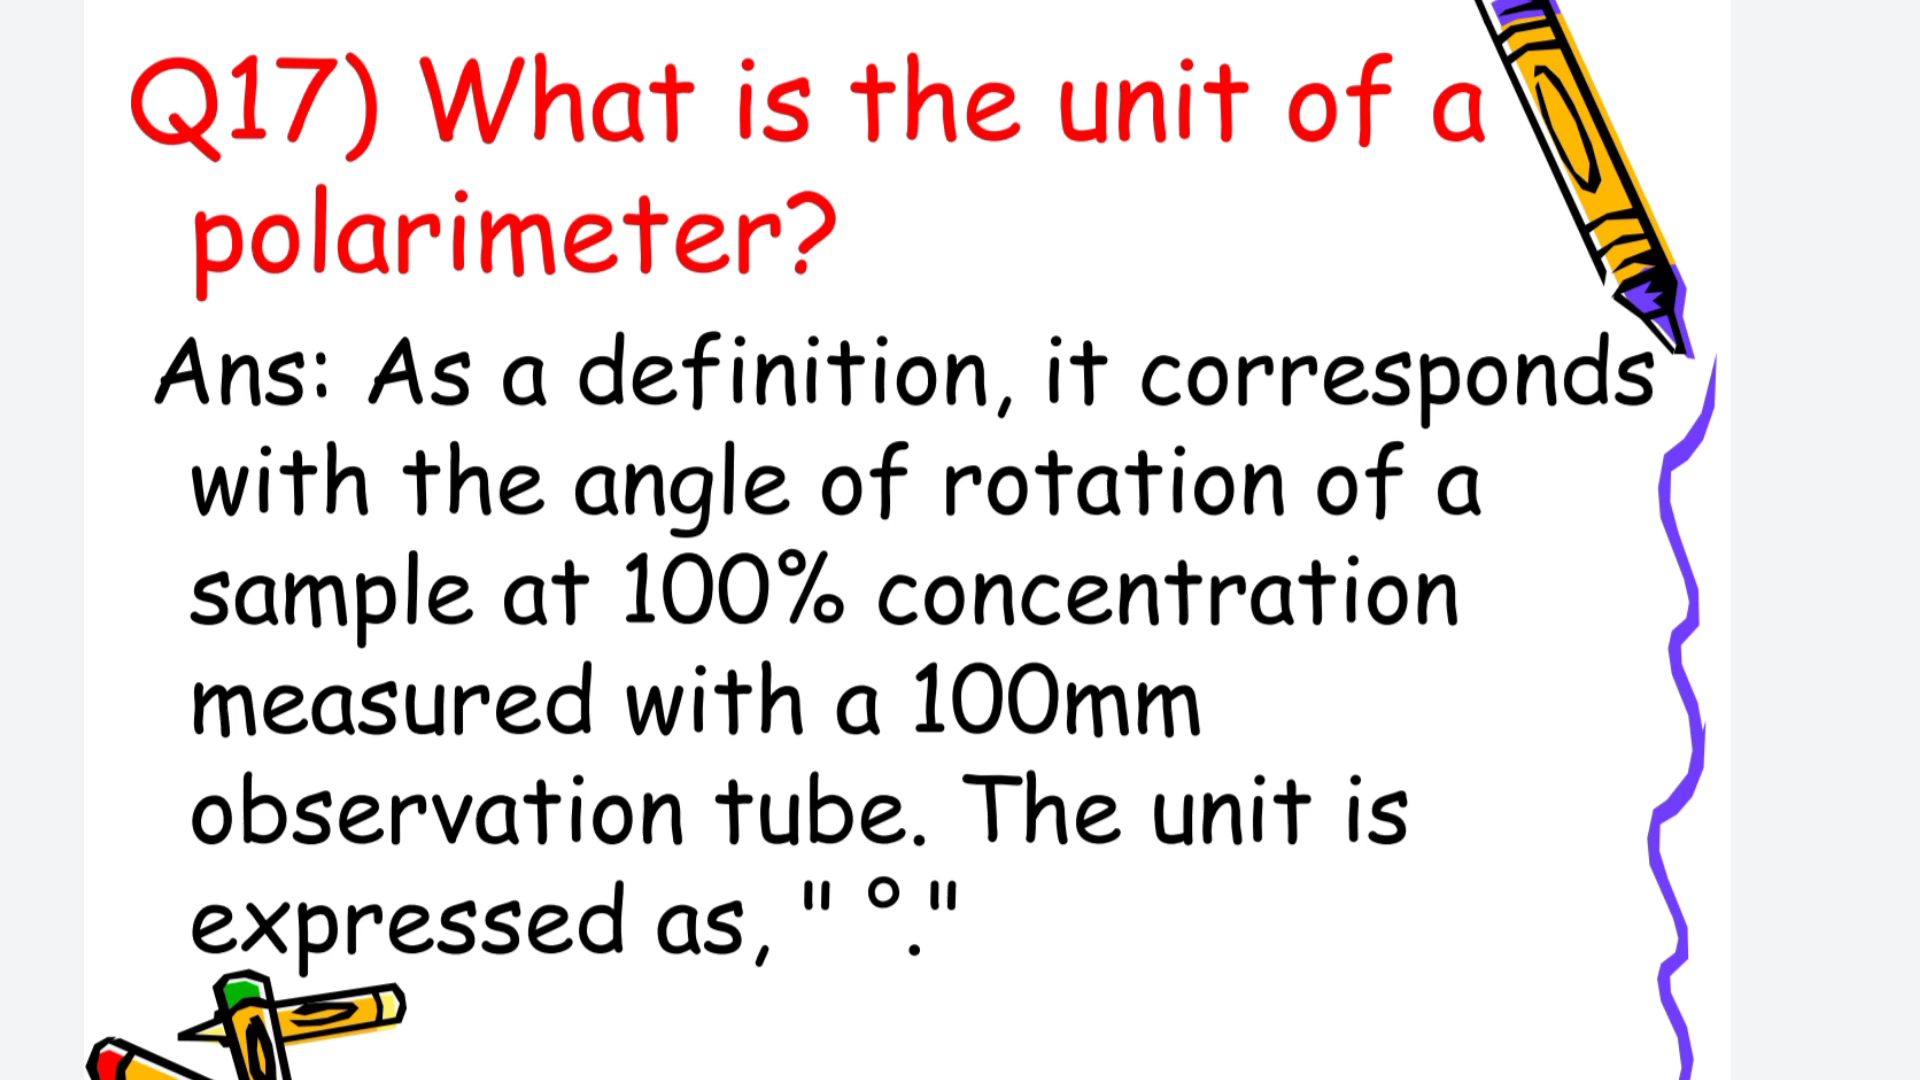 Q17) What is the unit of a
polarimeter?
Ans: As a definition, it corresponds
with the angle of rotation of a
sample at 100% concentration
measured with a 100mm
observation tube. The unit is
expressed as, " °."